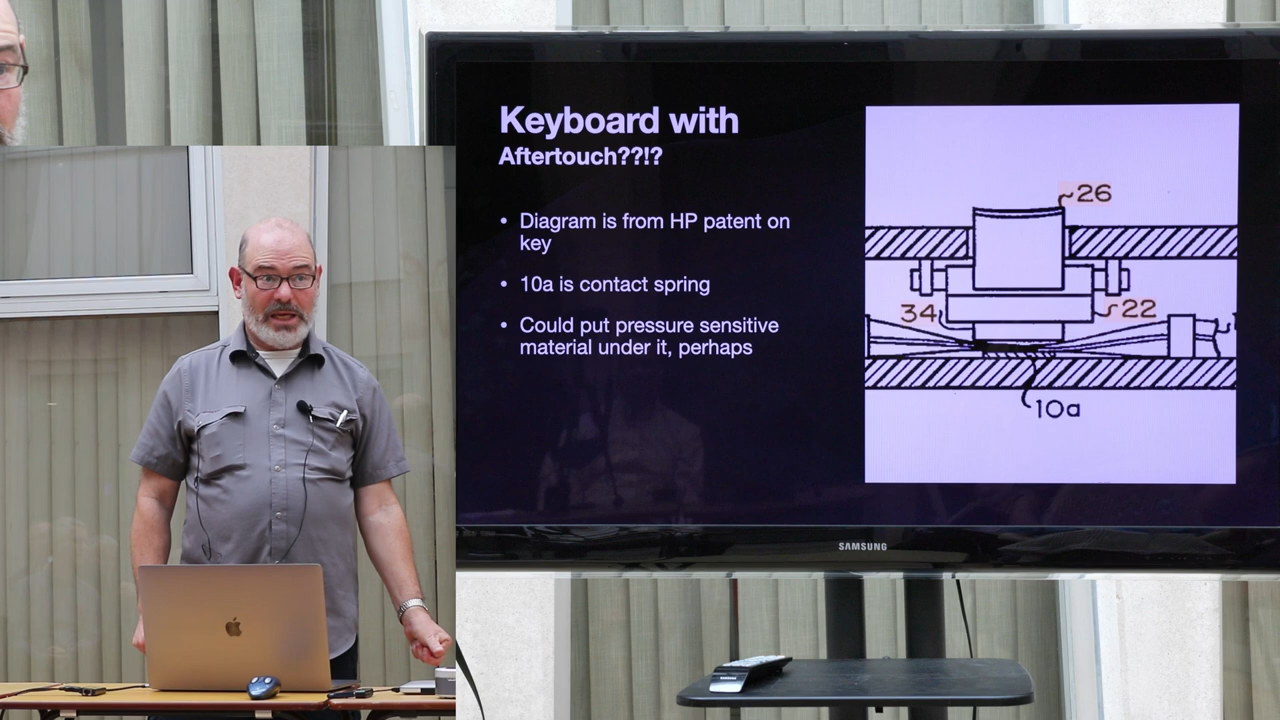 Keyboard with
Aftertouch??!?
• Diagram is from HP patent on
key
• 10a is contact spring
• Could put pressure sensitive
material under it, perhaps
26
34
22
10a
SAMSUNG